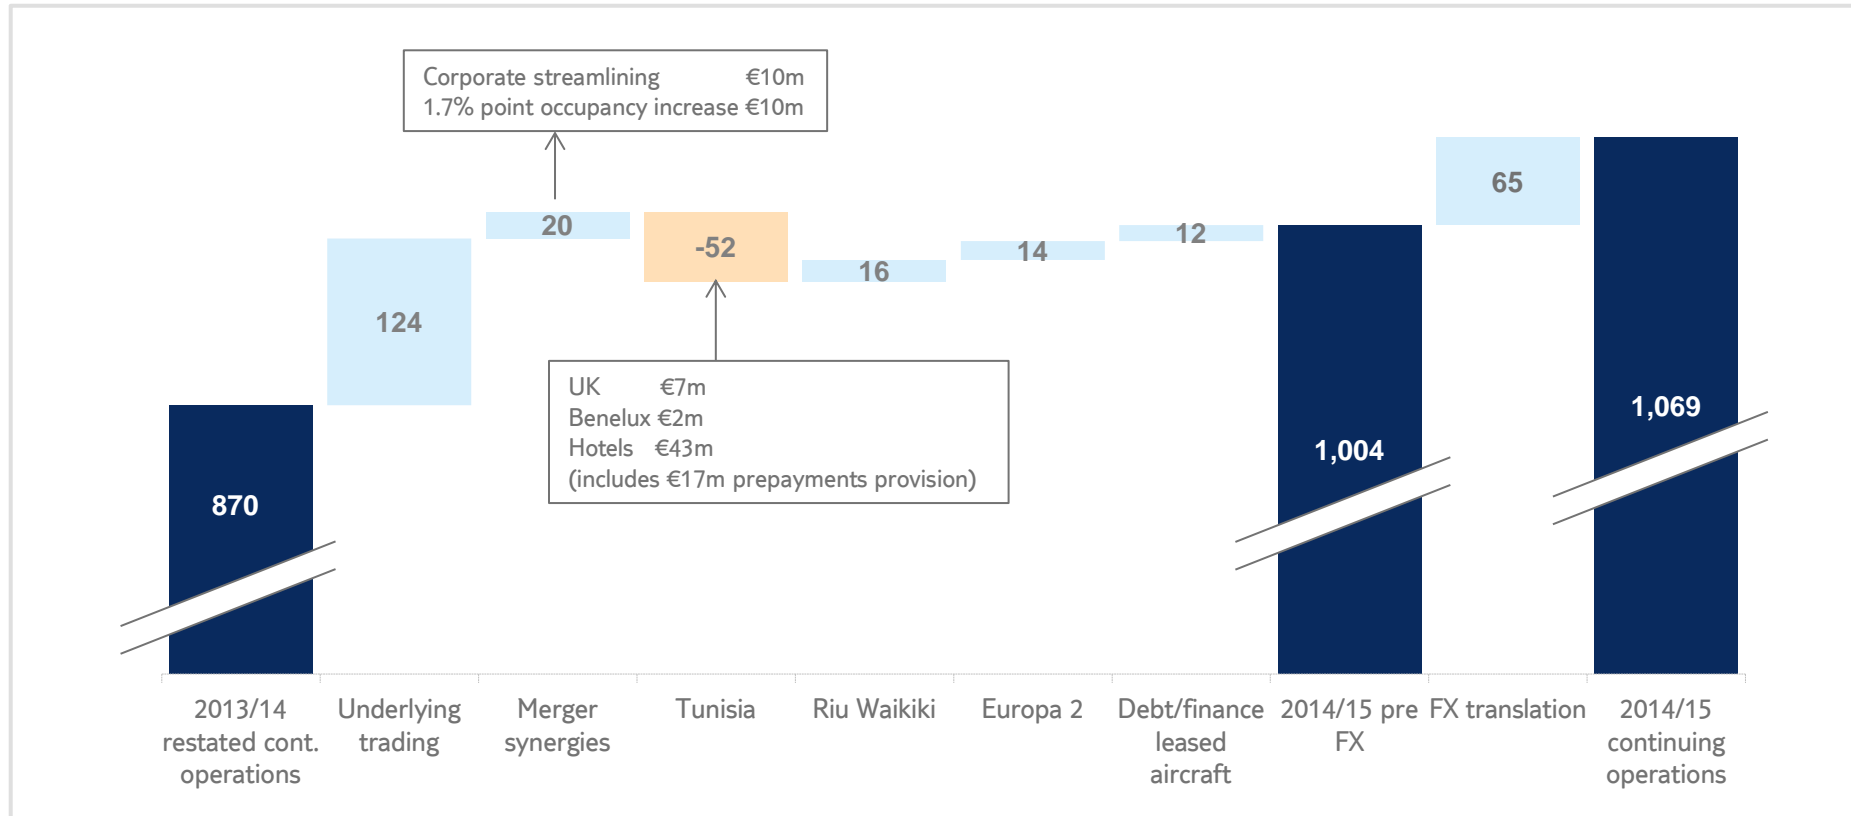 Corporate streamlining €10m
1.7% point occupancy increase €10m
65
20
-52
12
14
16
124
UK €7m
Benelux €2m
Hotels €43m
(includes €17m prepayments provision)
1,069
1,004
870
2013/14
restated cont.
operations
Underlying
trading
Merger
synergies
Tunisia
Riu Waikiki
Europa 2
Debt/finance
leased
aircraft
2014/15 pre
FX
FX translation
2014/15
continuing
operations